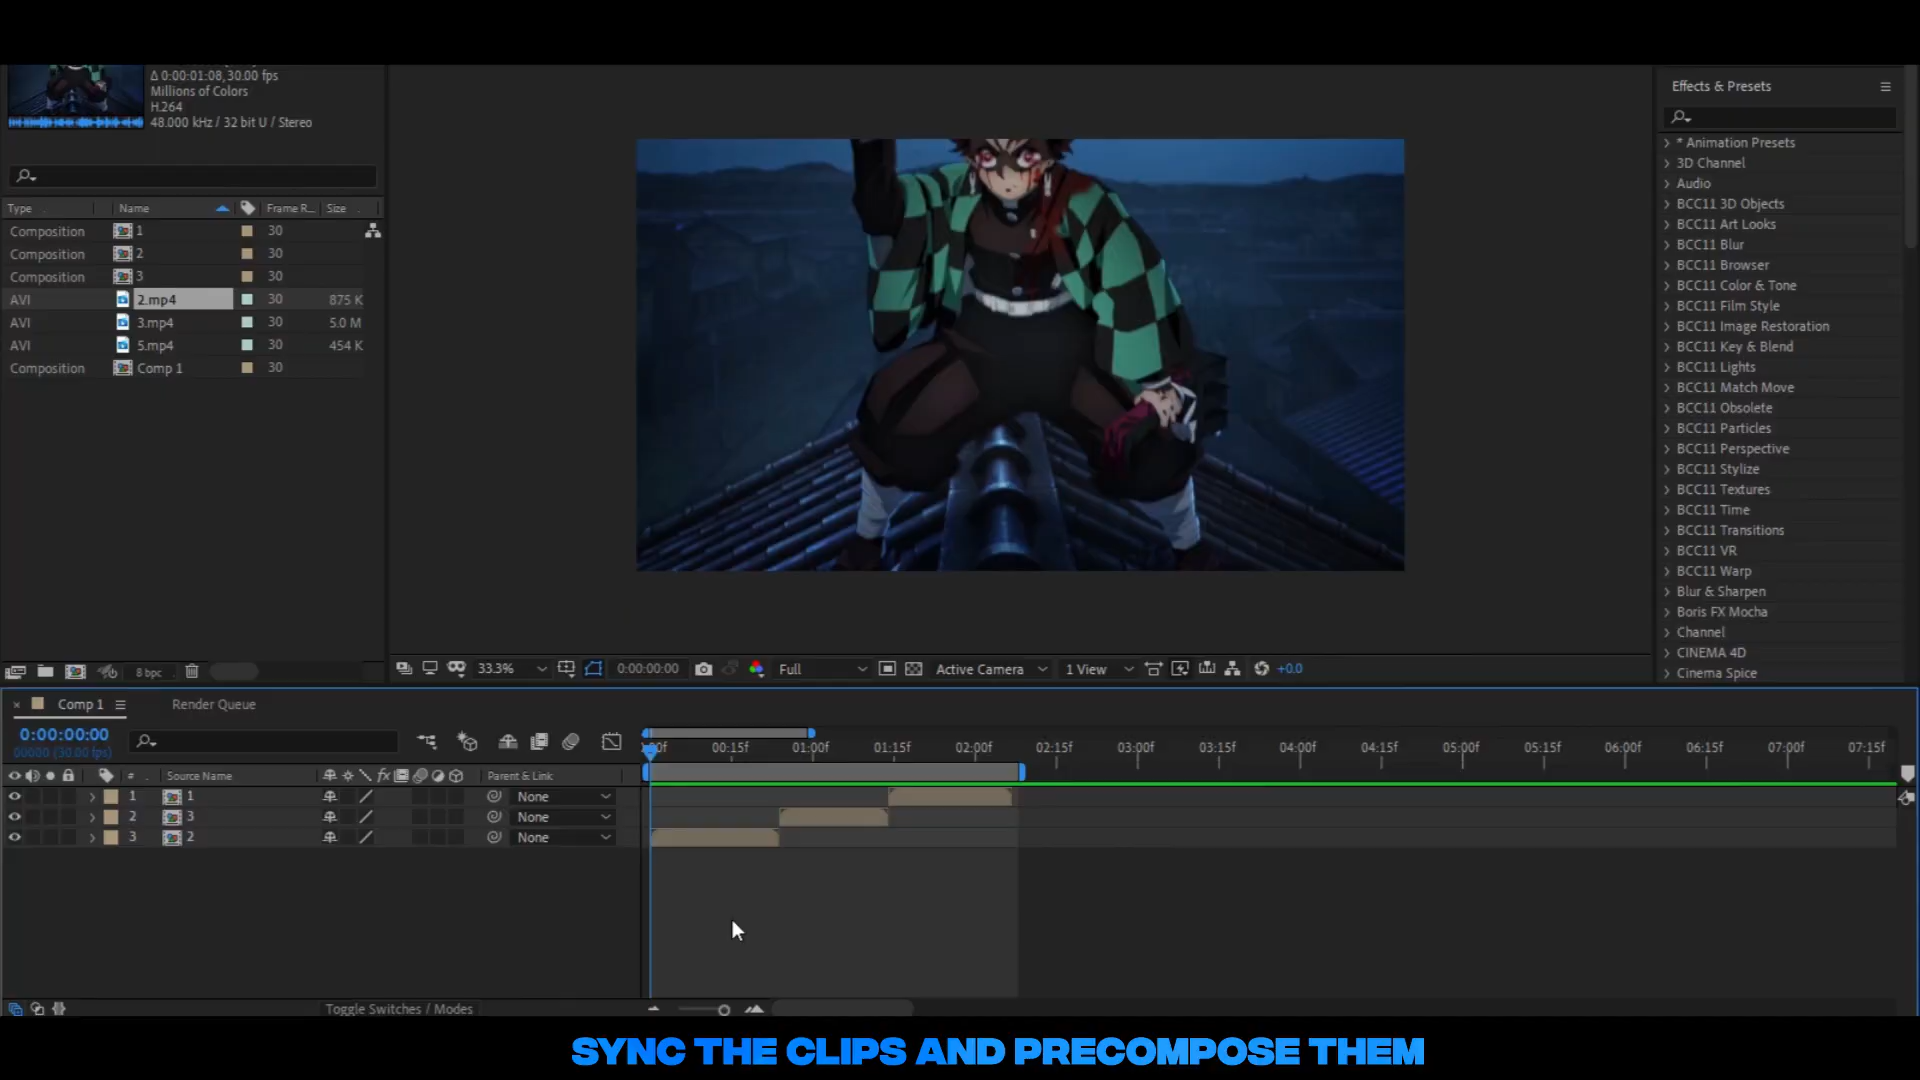 Δ 0:00:01:08, 30.00 fps
Millions of Colors
H.264
48.000 kHz / 32 bit U / Stereo
Type Name Frame R... Size
Composition 1 30
Composition 2 30
Composition 3 30
AVI 2.mp4 30 875 K
AVI 3.mp4 30 5.0 M
AVI 5.mp4 30 454 K
Composition Comp 1 30
8 bpc
33.3% 0:00:00:00 Full Active Camera 1 View +0.0
Effects & Presets
* Animation Presets
3D Channel
Audio
BCC11 3D Objects
BCC11 Art Looks
BCC11 Blur
BCC11 Browser
BCC11 Color & Tone
BCC11 Film Style
BCC11 Image Restoration
BCC11 Key & Blend
BCC11 Lights
BCC11 Match Move
BCC11 Obsolete
BCC11 Particles
BCC11 Perspective
BCC11 Stylize
BCC11 Textures
BCC11 Time
BCC11 Transitions
BCC11 VR
BCC11 Warp
Blur & Sharpen
Boris FX Mocha
Channel
CINEMA 4D
Cinema Spice
Comp 1 Render Queue
0:00:00:00
00000 (30.00 fps)
00:15f 01:00f 01:15f 02:00f 02:15f 03:00f 03:15f 04:00f 04:15f 05:00f 05:15f 06:00f 06:15f 07:00f 07:15f
# Source Name fx Parent & Link
1 1 None
2 3 None
3 2 None
Toggle Switches / Modes
SYNC THE CLIPS AND PRECOMPOSE THEM